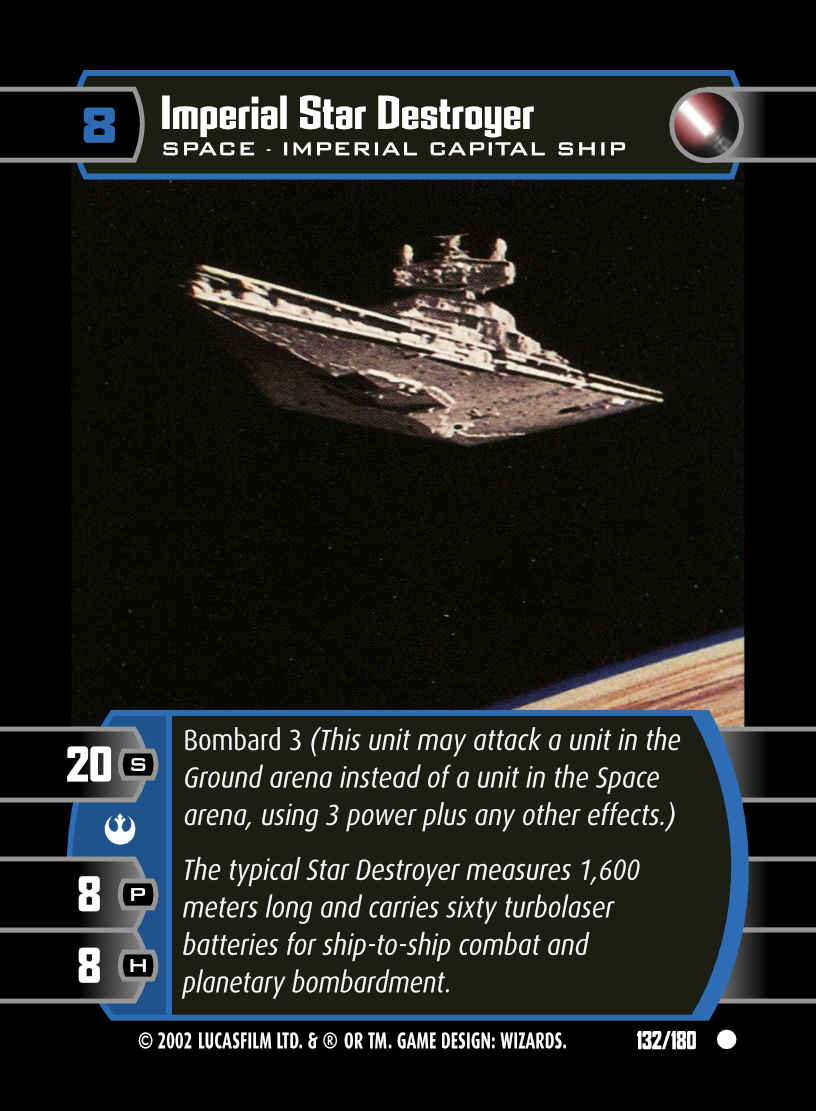 8
Imperial Star Destroyer
SPACE · IMPERIAL CAPITAL SHIP
20 S
8 P
8 H
Bombard 3 (This unit may attack a unit in the
Ground arena instead of a unit in the Space
arena, using 3 power plus any other effects.)
The typical Star Destroyer measures 1,600
meters long and carries sixty turbolaser
batteries for ship-to-ship combat and
planetary bombardment.
© 2002 LUCASFILM LTD. & ® OR TM. GAME DESIGN: WIZARDS. 132/180